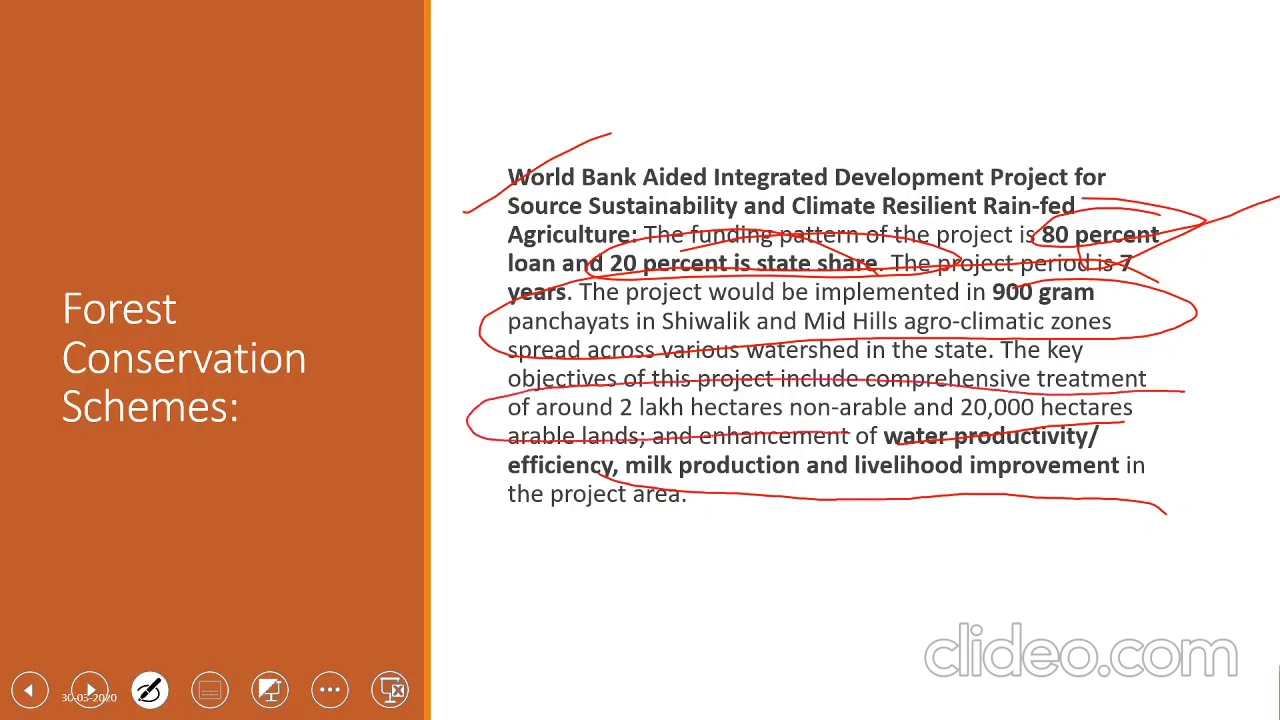 Forest
Conservation
Schemes:
World Bank Aided Integrated Development Project for
Source Sustainability and Climate Resilient Rain-fed
Agriculture: The funding pattern of the project is 80 percent
loan and 20 percent is state share. The project period is 7
years. The project would be implemented in 900 gram
panchayats in Shiwalik and Mid Hills agro-climatic zones
spread across various watershed in the state. The key
objectives of this project include comprehensive treatment
of around 2 lakh hectares non-arable and 20,000 hectares
arable lands; and enhancement of water productivity/
efficiency, milk production and livelihood improvement in
the project area.
30-03-2020
clideo.com